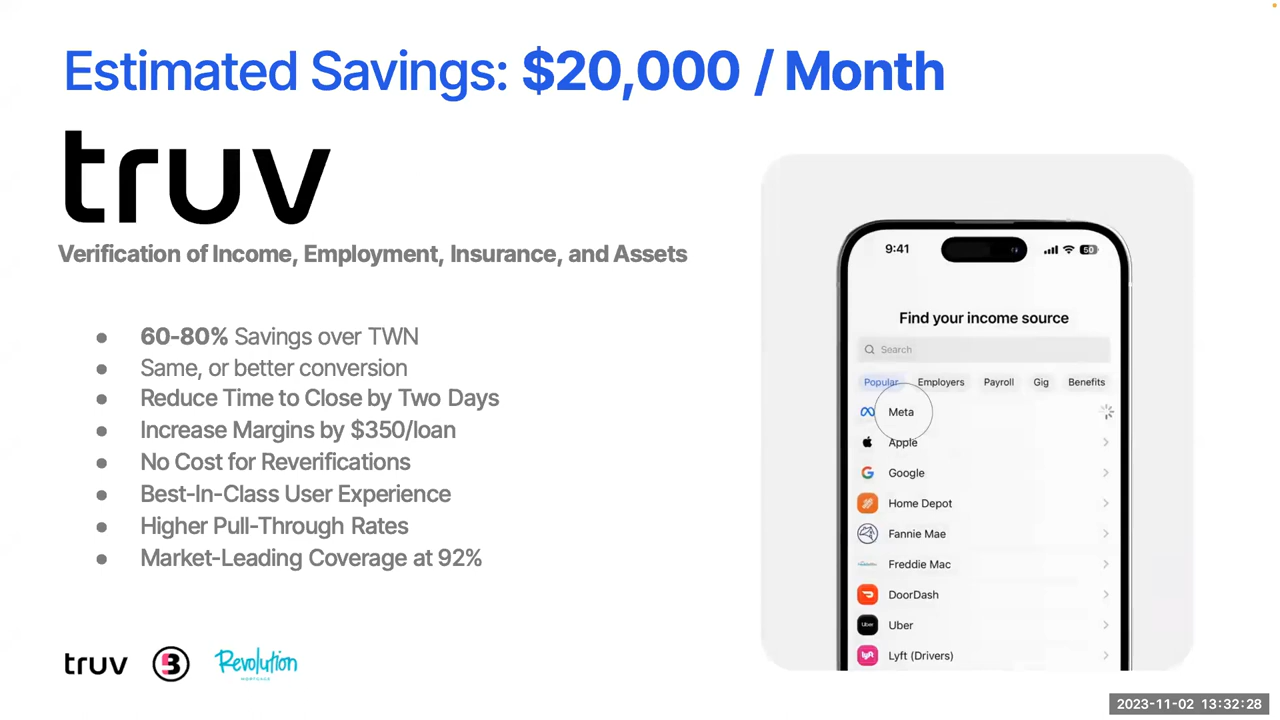 Estimated Savings: $20,000 / Month
truv
Verification of Income, Employment, Insurance, and Assets
● 60-80% Savings over TWN
● Same, or better conversion
● Reduce Time to Close by Two Days
● Increase Margins by $350/loan
● No Cost for Reverifications
● Best-In-Class User Experience
● Higher Pull-Through Rates
● Market-Leading Coverage at 92%
9:41
50
Find your income source
Search
Popular Employers Payroll Gig Benefits
Meta
Apple
Google
Home Depot
Fannie Mae
Freddie Mac
DoorDash
Uber Uber
Lyft (Drivers)
truv B Revolution
MORTGAGE
2023-11-02 13:32:28